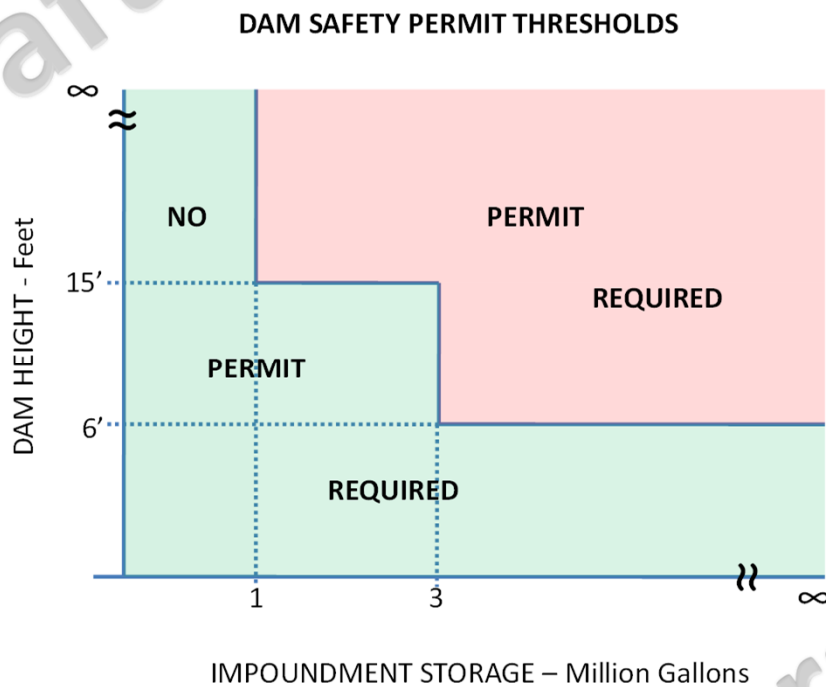 DAM SAFETY PERMIT THRESHOLDS
∞
NO
PERMIT
15′
REQUIRED
PERMIT
DAM HEIGHT - Feet
6′
REQUIRED
1
3
∞
IMPOUNDMENT STORAGE – Million Gallons